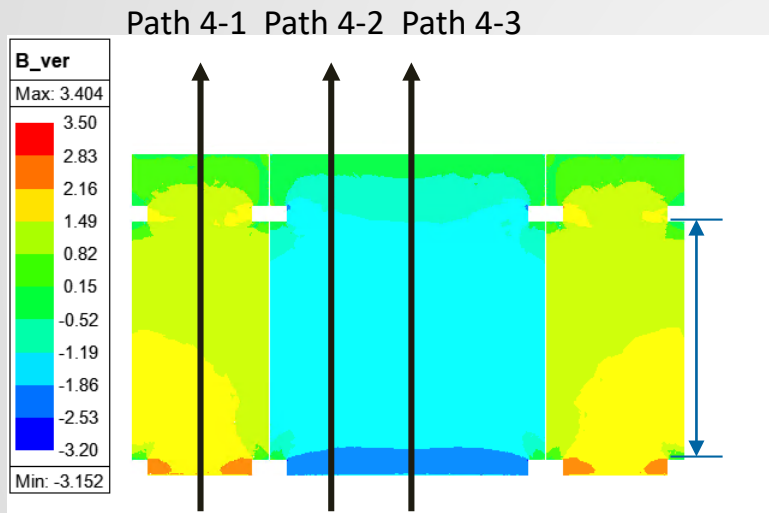 Path 4-1 Path 4-2 Path 4-3
B_ver
Max: 3.404
3.50
2.83
2.16
1.49
0.82
0.15
-0.52
-1.19
-1.86
-2.53
-3.20
Min: -3.152